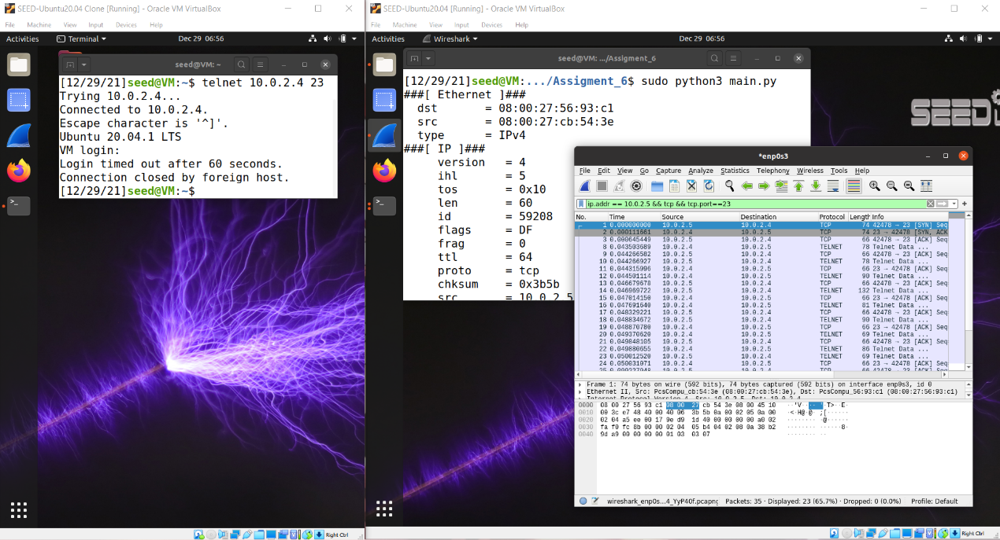 SEED-Ubuntu20.04 Clone [Running] - Oracle VM VirtualBox
File Machine View Input Devices Help
Activities Terminal Dec 29 06:56
seed@VM: ~
[12/29/21]seed@VM:~$ telnet 10.0.2.4 23
Trying 10.0.2.4...
Connected to 10.0.2.4.
Escape character is '^]'.
Ubuntu 20.04.1 LTS
VM login:
Login timed out after 60 seconds.
Connection closed by foreign host.
[12/29/21]seed@VM:~$
Right Ctrl
SEED-Ubuntu20.04 [Running] - Oracle VM VirtualBox
File Machine View Input Devices Help
Activities Wireshark Dec 29 06:56
seed@VM: .../Assigment_6
[12/29/21]seed@VM:.../Assigment_6$ sudo python3 main.py
###[ Ethernet ]###
dst = 08:00:27:56:93:c1
src = 08:00:27:cb:54:3e
type = IPv4
###[ IP ]###
version = 4
ihl = 5
tos = 0x10
len = 60
id = 59208
flags = DF
frag = 0
ttl = 64
proto = tcp
chksum = 0x3b5b
src = 10.0.2.5
SEED
*enp0s3
File Edit View Go Capture Analyze Statistics Telephony Wireless Tools Help
ip.addr == 10.0.2.5 && tcp && tcp.port==23
No. Time Source Destination Protocol Length Info
1 0.000000000 10.0.2.5 10.0.2.4 TCP 74 42478 → 23 [SYN] Seq
2 0.000111661 10.0.2.4 10.0.2.5 TCP 74 23 → 42478 [SYN, ACK
3 0.000645449 10.0.2.5 10.0.2.4 TCP 66 42478 → 23 [ACK] Seq
8 0.043503689 10.0.2.5 10.0.2.4 TELNET 78 Telnet Data ...
9 0.044266582 10.0.2.5 10.0.2.4 TCP 66 42478 → 23 [ACK] Seq
10 0.044266927 10.0.2.5 10.0.2.4 TELNET 78 Telnet Data ...
11 0.044315996 10.0.2.4 10.0.2.5 TCP 66 23 → 42478 [ACK] Seq
12 0.044501114 10.0.2.4 10.0.2.5 TELNET 90 Telnet Data ...
13 0.046679678 10.0.2.5 10.0.2.4 TCP 66 42478 → 23 [ACK] Seq
14 0.046969722 10.0.2.5 10.0.2.4 TELNET 132 Telnet Data ...
15 0.047014150 10.0.2.4 10.0.2.5 TCP 66 23 → 42478 [ACK] Seq
16 0.047691640 10.0.2.4 10.0.2.5 TELNET 81 Telnet Data ...
17 0.048329221 10.0.2.5 10.0.2.4 TCP 66 42478 → 23 [ACK] Seq
18 0.048834672 10.0.2.5 10.0.2.4 TELNET 90 Telnet Data ...
19 0.048870780 10.0.2.4 10.0.2.5 TCP 66 23 → 42478 [ACK] Seq
20 0.049370620 10.0.2.4 10.0.2.5 TELNET 69 Telnet Data ...
21 0.049848105 10.0.2.5 10.0.2.4 TCP 66 42478 → 23 [ACK] Seq
22 0.049880655 10.0.2.4 10.0.2.5 TELNET 86 Telnet Data ...
23 0.050012520 10.0.2.5 10.0.2.4 TELNET 69 Telnet Data ...
24 0.050031071 10.0.2.4 10.0.2.5 TCP 66 23 → 42478 [ACK] Seq
Frame 1: 74 bytes on wire (592 bits), 74 bytes captured (592 bits) on interface enp0s3, id 0
Ethernet II, Src: PcsCompu_cb:54:3e (08:00:27:cb:54:3e), Dst: PcsCompu_56:93:c1 (08:00:27:56:93:c1)
0000 08 00 27 56 93 c1 08 00 27 cb 54 3e 08 00 45 10 ··'V····'·T>··E·
0010 00 3c e7 48 40 00 40 06 3b 5b 0a 00 02 05 0a 00 ·<·H@·@·;[······
0020 02 04 a5 ee 00 17 9e d9 1d 40 00 00 00 00 a0 02 ·········@······
0030 fa f0 fc 8b 00 00 02 04 05 b4 04 02 08 0a 38 b2 ··············8·
0040 9d a9 00 00 00 00 01 03 03 07 ··········
wireshark_enp0s...4_YyP40f.pcapng Packets: 35 · Displayed: 23 (65.7%) · Dropped: 0 (0.0%) Profile: Default
Right Ctrl